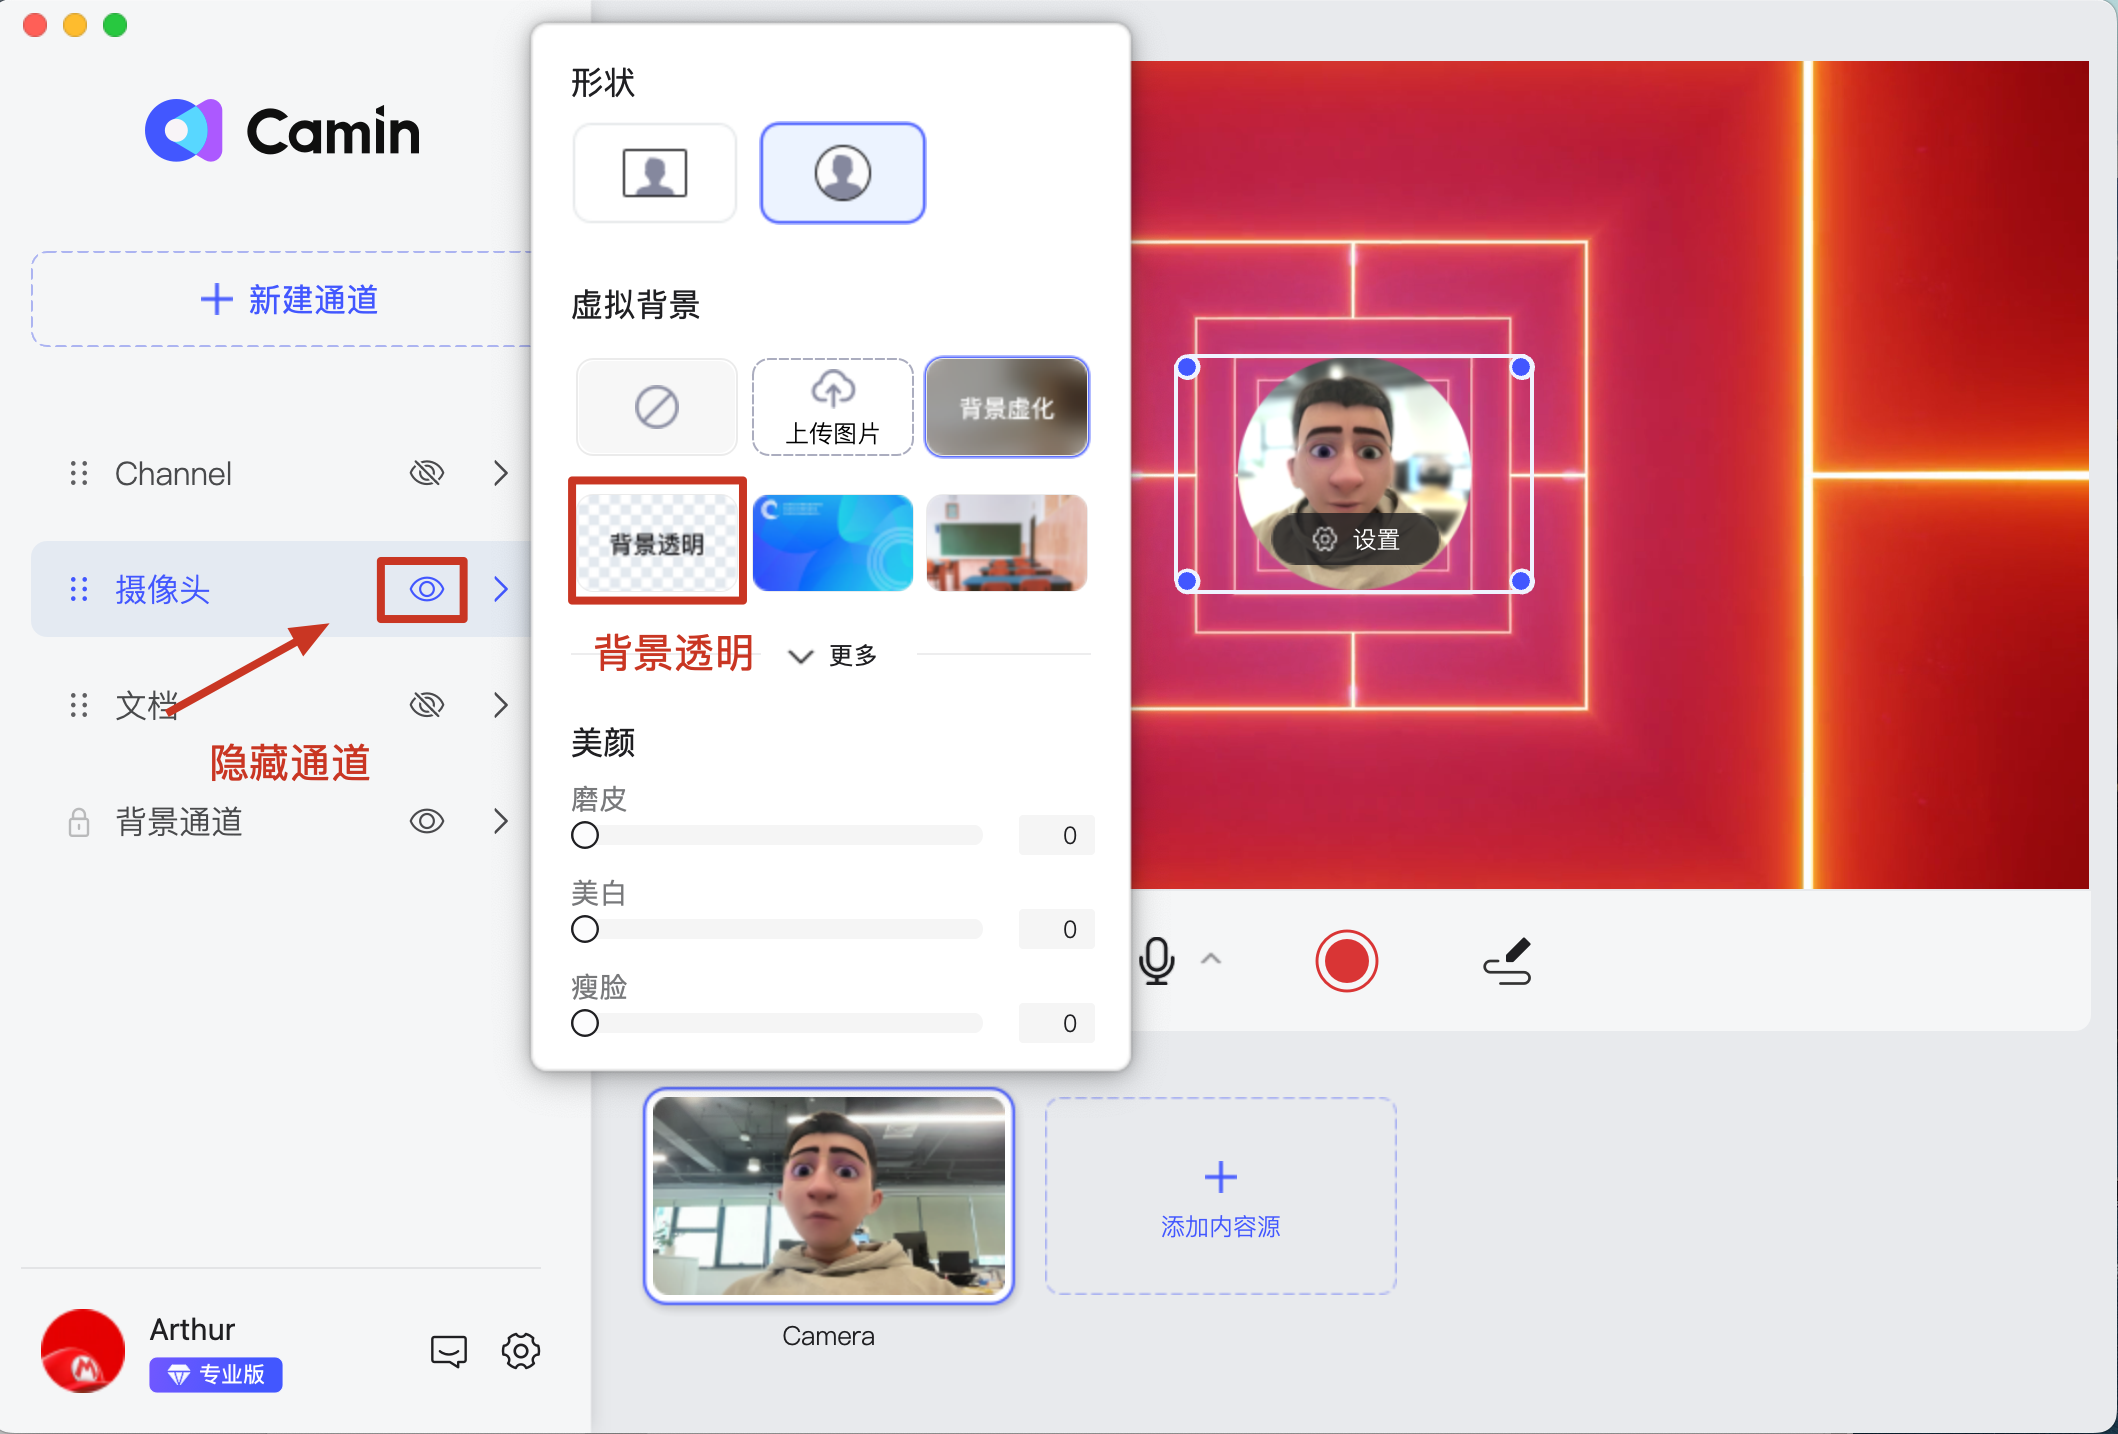 Camin
新建通道
Channel
摄像头
文档
隐藏通道
背景通道
Arthur
专业版
形状
虚拟背景
上传图片
背景虚化
背景透明
背景透明
更多
美颜
磨皮
0
美白
0
瘦脸
0
设置
Camera
添加内容源